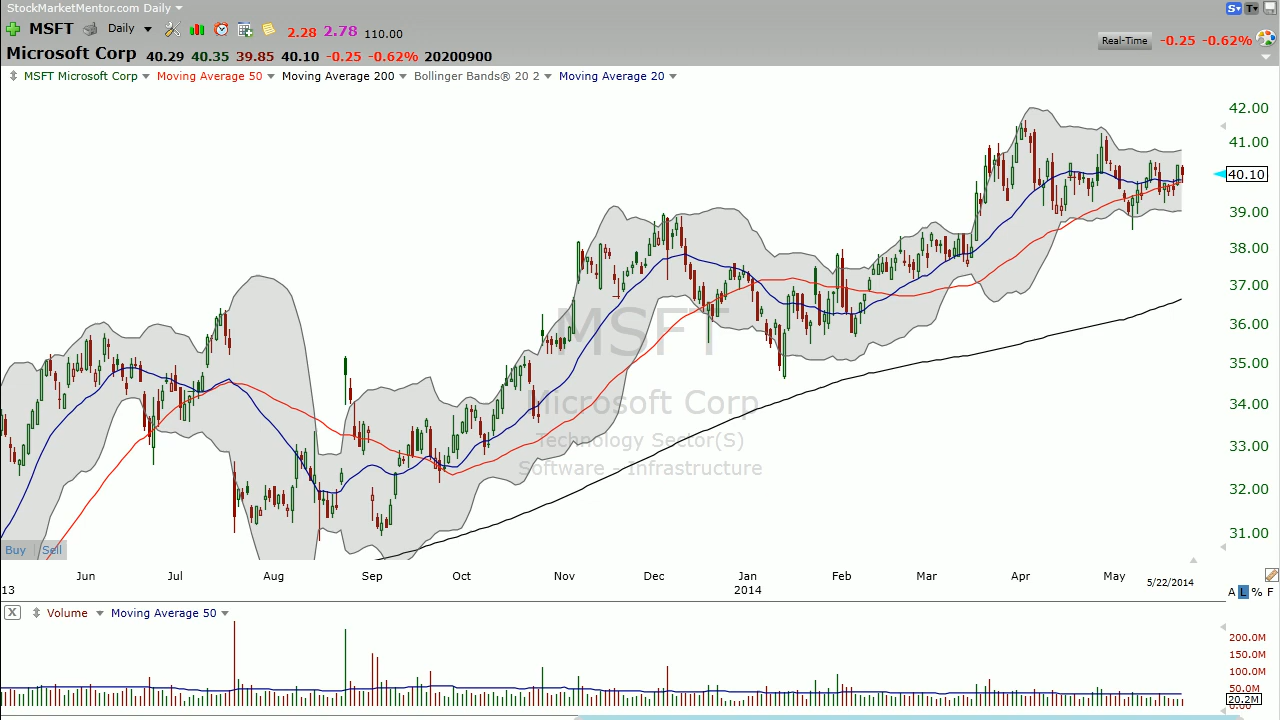 StockMarketMentor.com Daily
S T
MSFT Daily 2.28 2.78 110.00
Microsoft Corp 40.29 40.35 39.85 40.10 -0.25 -0.62% 20200900
Real-Time -0.25 -0.62%
MSFT Microsoft Corp Moving Average 50 Moving Average 200 Bollinger Bands® 20 2 Moving Average 20
42.00
41.00
40.10
39.00
38.00
37.00
36.00
35.00
34.00
33.00
32.00
31.00
MSFT
Microsoft Corp
Technology Sector(S)
Software - Infrastructure
Buy Sell
Jun Jul Aug Sep Oct Nov Dec Jan Feb Mar Apr May 5/22/2014
13 2014
A L % F
X Volume Moving Average 50
200.0M
150.0M
100.0M
50.0M
20.2M
0.00